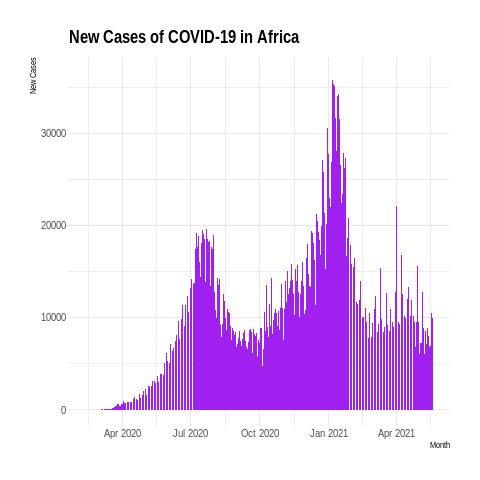 New Cases of COVID-19 in Africa
New Cases
30000
20000
10000
0
Apr 2020 Jul 2020 Oct 2020 Jan 2021 Apr 2021
Month